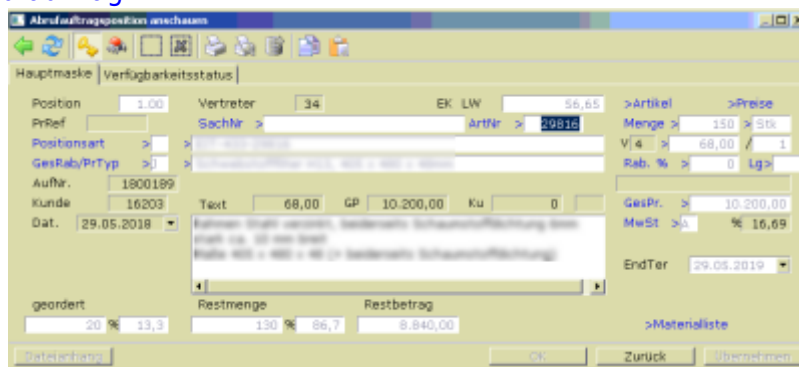 Abrufauftragsposition anschauen
Hauptmaske Verfügbarkeitsstatus
Position 1.00 Vertreter 34 EK LW 56,65 >Artikel >Preise
PrRef SachNr > ArtNr > 29816 Menge > 150 > Stk
Positionsart > > V 4 > 68,00 / 1
GesRab/PrTyp > J > Rab. % > 0 Lg>
AufNr. 1800189
Kunde 16203 Text 68,00 GP 10.200,00 Ku 0 GesPr. > 10.200,00
Dat. 29.05.2018 MwSt > A % 16,69
EndTer 29.05.2019
geordert Restmenge Restbetrag
20 % 13,3 130 % 86,7 8.840,00 >Materialliste
Dateianhang OK Zurück Übernehmen